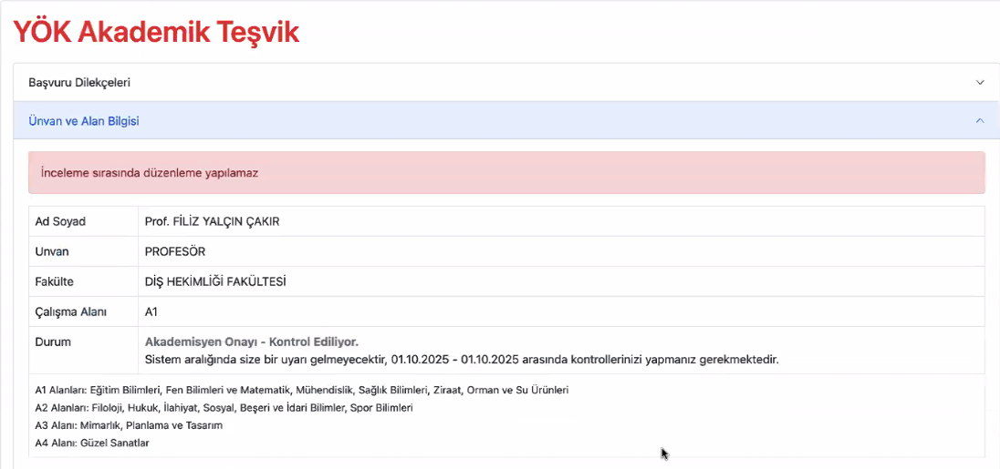 YÖK Akademik Teşvik
Başvuru Dilekçeleri
Ünvan ve Alan Bilgisi
İnceleme sırasında düzenleme yapılamaz
Ad Soyad Prof. FİLİZ YALÇIN ÇAKIR
Unvan PROFESÖR
Fakülte DİŞ HEKİMLİĞİ FAKÜLTESİ
Çalışma Alanı A1
Durum Akademisyen Onayı - Kontrol Ediliyor.
Sistem aralığında size bir uyarı gelmeyecektir, 01.10.2025 - 01.10.2025 arasında kontrollerinizi yapmanız gerekmektedir.
A1 Alanları: Eğitim Bilimleri, Fen Bilimleri ve Matematik, Mühendislik, Sağlık Bilimleri, Ziraat, Orman ve Su Ürünleri
A2 Alanları: Filoloji, Hukuk, İlahiyat, Sosyal, Beşeri ve İdari Bilimler, Spor Bilimleri
A3 Alanı: Mimarlık, Planlama ve Tasarım
A4 Alanı: Güzel Sanatlar